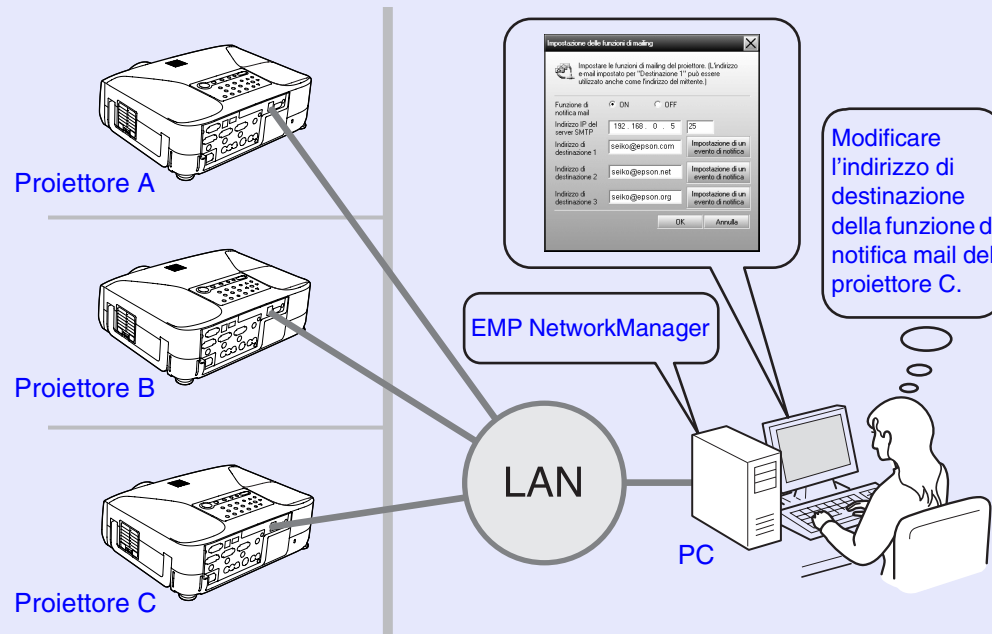 Proiettore A
Proiettore B
Proiettore C
LAN
EMP NetworkManager
PC
Impostazione delle funzioni di mailing
Impostare le funzioni di mailing del proiettore. (L'indirizzo
e-mail impostato per "Destinazione 1" può essere
utilizzato anche come l'indirizzo del mittente.)
Funzione di
notifica mail
ON
OFF
Indirizzo IP del
server SMTP
192 . 168 . 0 . 5
25
Indirizzo di
destinazione 1
seiko@epson.com
Impostazione di un
evento di notifica
Indirizzo di
destinazione 2
seiko@epson.net
Impostazione di un
evento di notifica
Indirizzo di
destinazione 3
seiko@epson.org
Impostazione di un
evento di notifica
OK
Annulla
Modificare
l'indirizzo di
destinazione
della funzione d
notifica mail del
proiettore C.